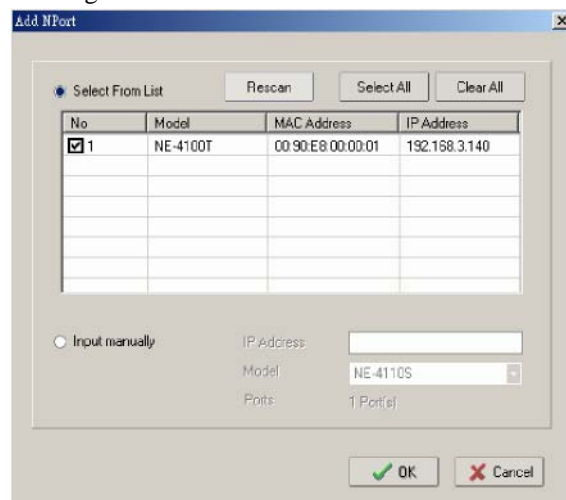 Add NPort
Select From List Rescan Select All Clear All
No Model MAC Address IP Address
1 NE-4100T 00:90:E8:00:00:01 192.168.3.140
Input manually IP Address
Model NE-4110S
Ports 1 Port(s)
OK Cancel